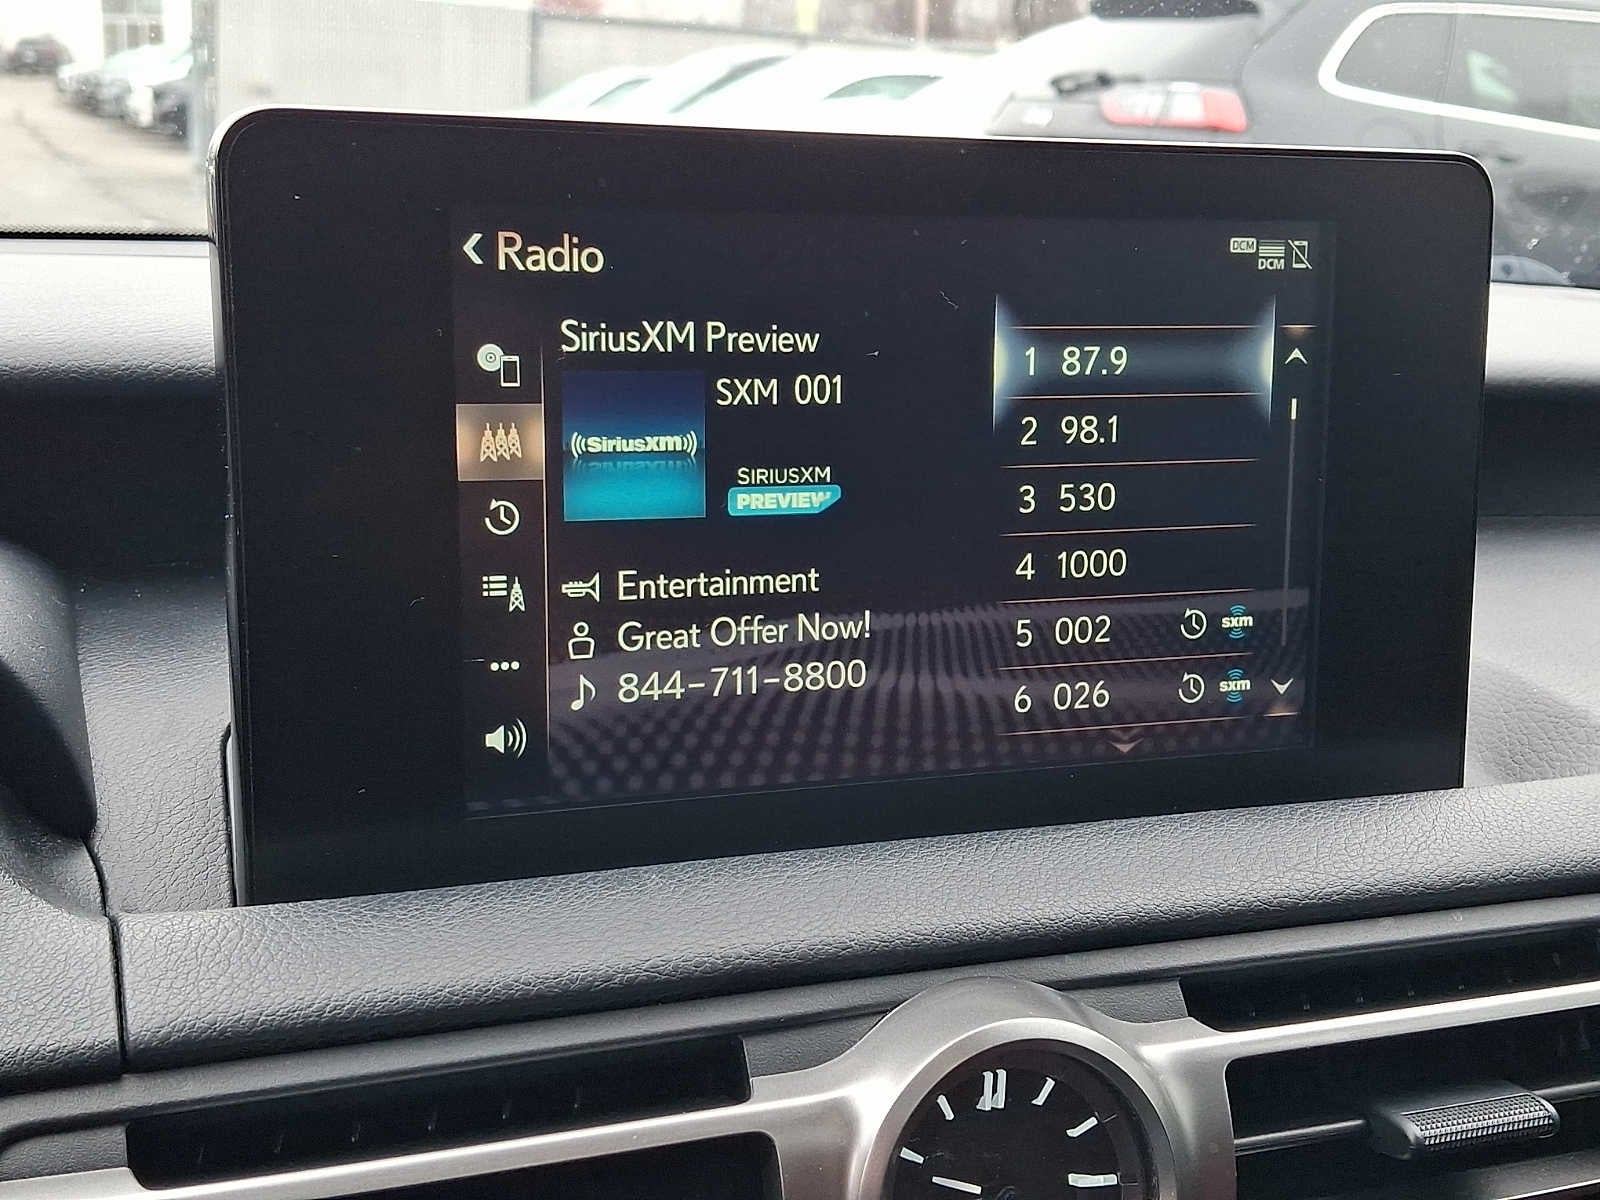 Radio
DCM
DCM
SiriusXM Preview
SXM 001
((SiriusXM))
SIRIUSXM
PREVIEW
Entertainment
Great Offer Now!
844-711-8800
1 87.9
2 98.1
3 530
4 1000
5 002 sxm
6 026 sxm